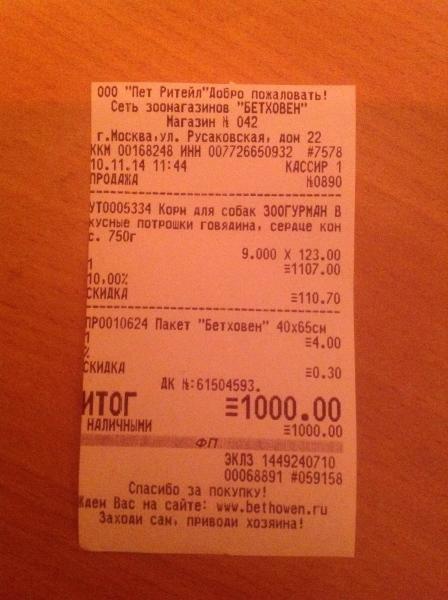 ООО "Пет Ритейл"Добро пожаловать!
Сеть зоомагазинов "БЕТХОВЕН"
Магазин № 042
г.Москва,ул. Русаковская, дом 22
ККМ 00168248 ИНН 007726650932 #7578
10.11.14 11:44 КАССИР 1
ПРОДАЖА №0890
УТ0005334 Корм для собак ЗООГУРМАН В
кусные потрошки говядина, сердце кон
с. 750г
9.000 X 123.00
1 ≡1107.00
10,00%
СКИДКА ≡110.70
ПР0010624 Пакет "Бетховен" 40х65см
1 ≡4.00
%
СКИДКА ≡0.30
ДК №:61504593.
ИТОГ ≡1000.00
НАЛИЧНЫМИ ≡1000.00
ФП
ЭКЛЗ 1449240710
00068891 #059158
Спасибо за покупку!
Ждем Вас на сайте: www.bethowen.ru
Заходи сам, приводи хозяина!